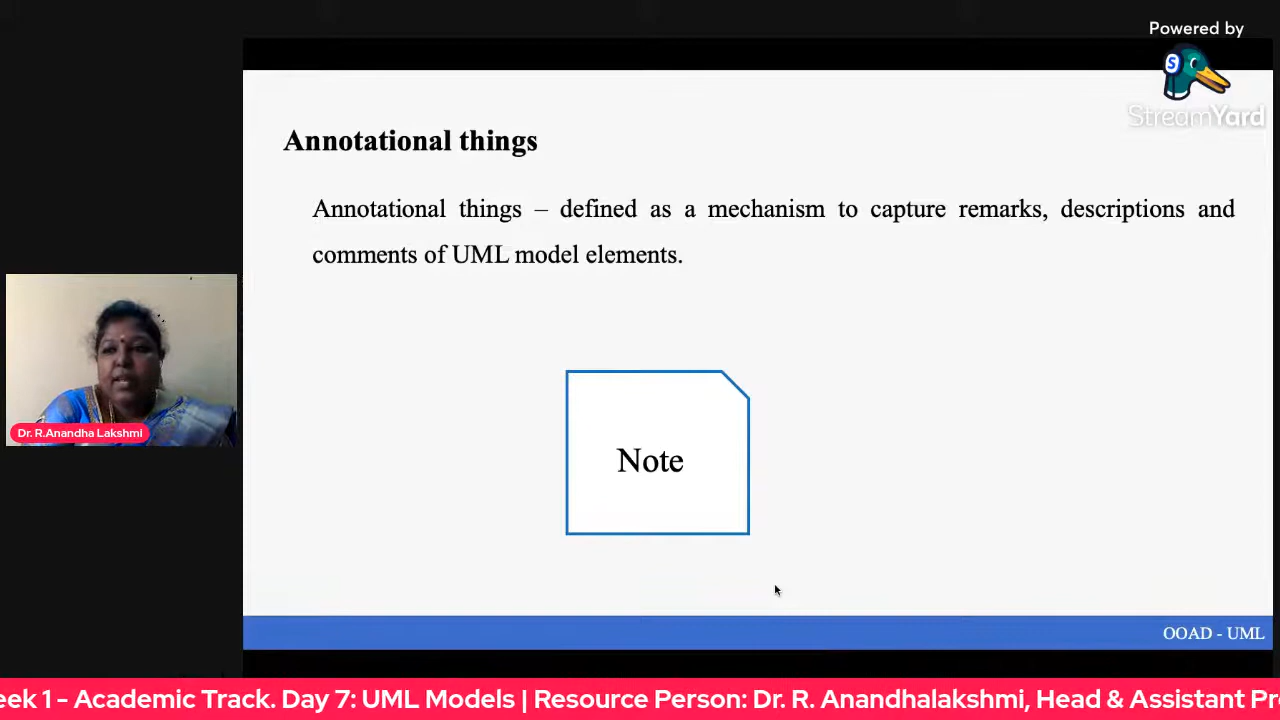 Powered by
StreamYard
Annotational things
Annotational things – defined as a mechanism to capture remarks, descriptions and
comments of UML model elements.
Note
Dr. R.Anandha Lakshmi
OOAD - UML
eek 1 - Academic Track. Day 7: UML Models | Resource Person: Dr. R. Anandhalakshmi, Head & Assistant Pr